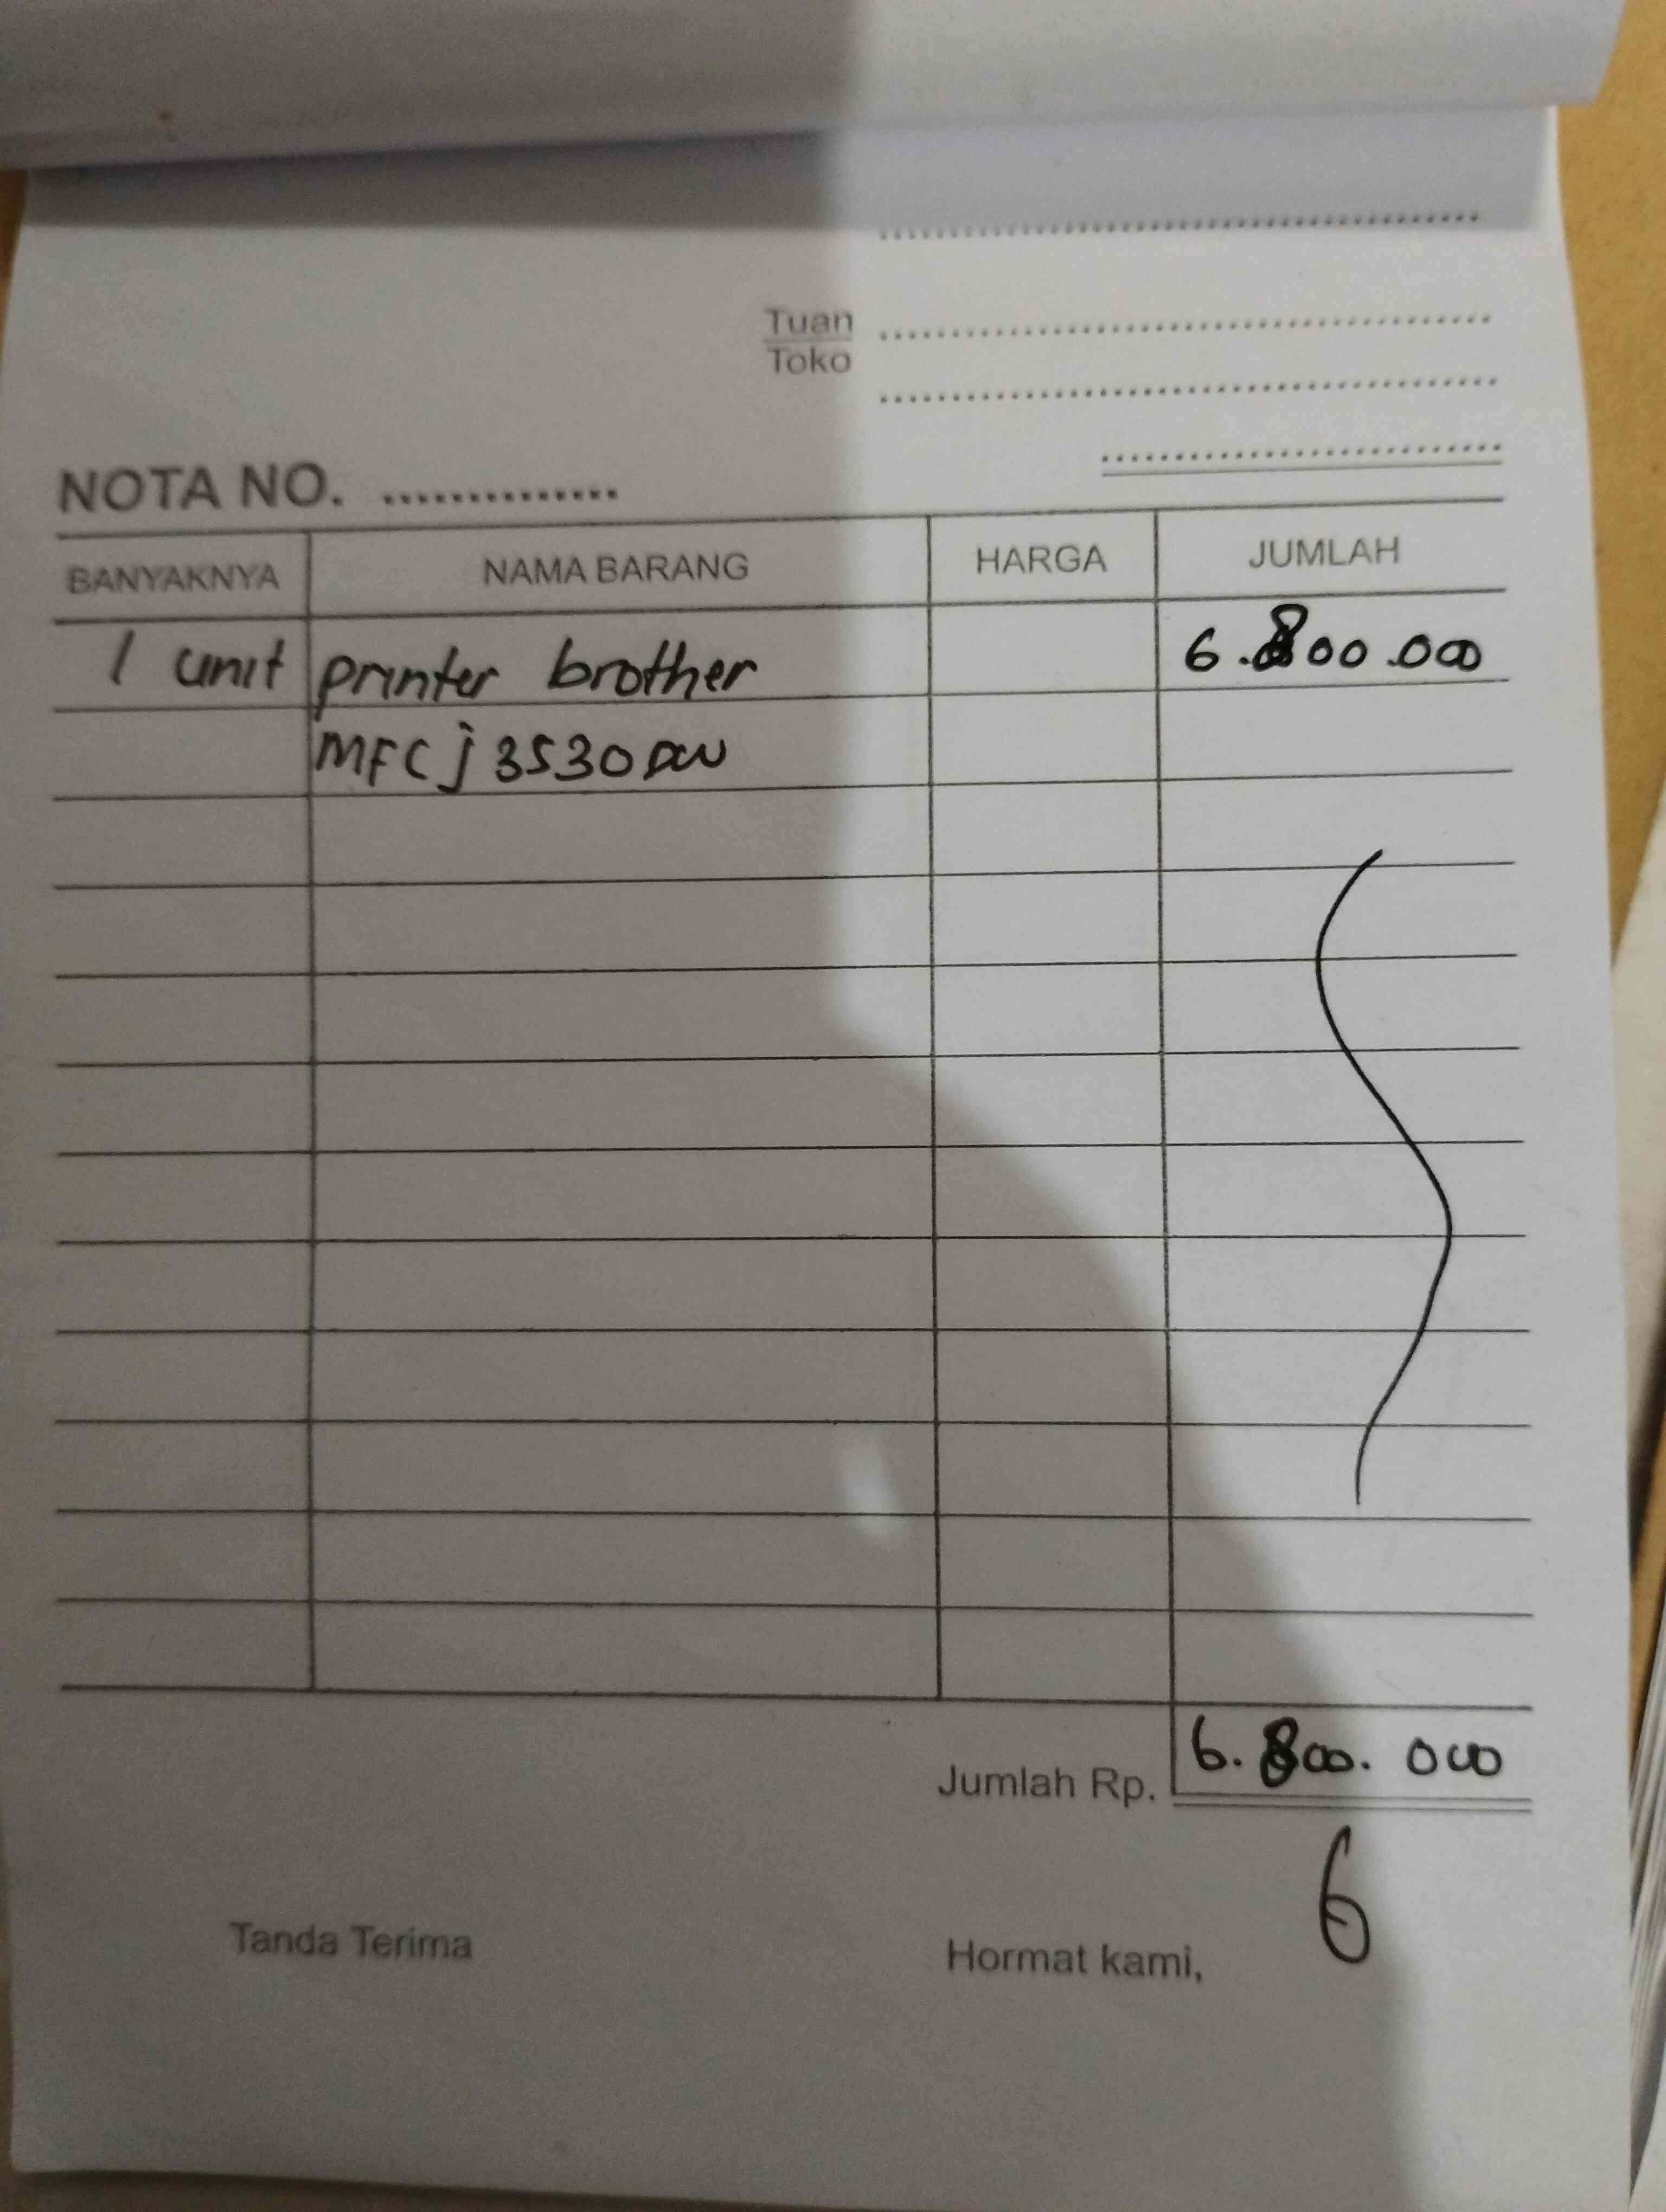 Tuan
Toko
NOTA NO. ..............
BANYAKNYA NAMA BARANG HARGA JUMLAH
1 unit printer brother 6.800.000
MFC j 3530 DW
Jumlah Rp. 6.800.000
Tanda Terima Hormat kami,